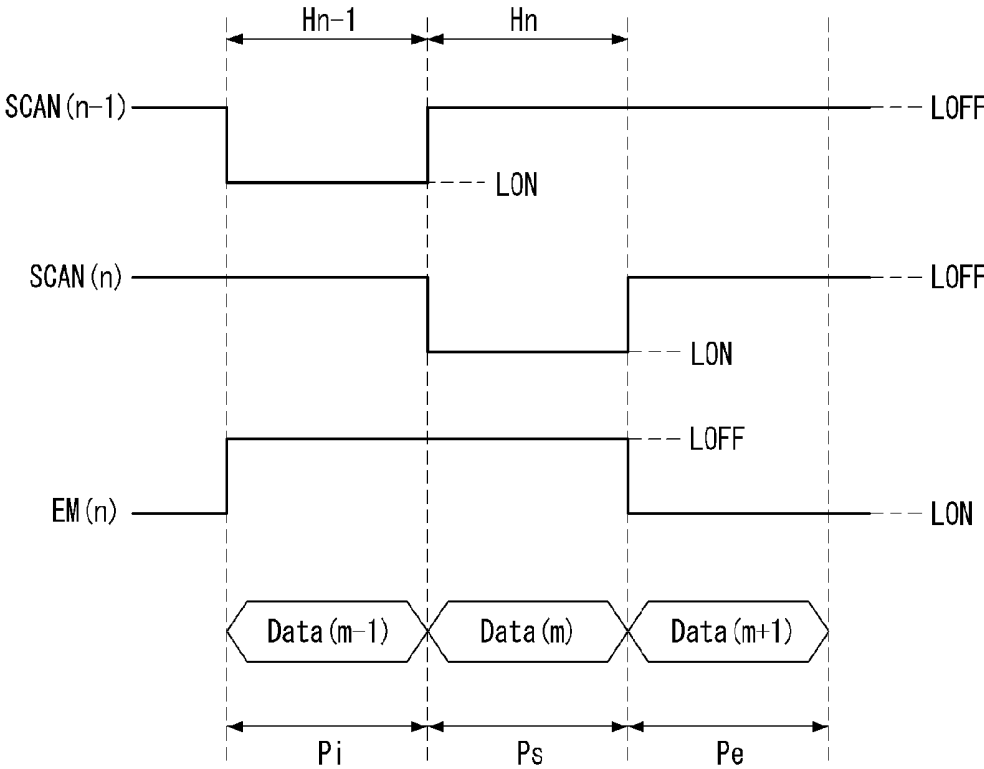 Hn-1 Hn
SCAN(n-1) LOFF
LON
SCAN(n) LOFF
LON
LOFF
EM(n) LON
Data(m-1) Data(m) Data(m+1)
Pi Ps Pe